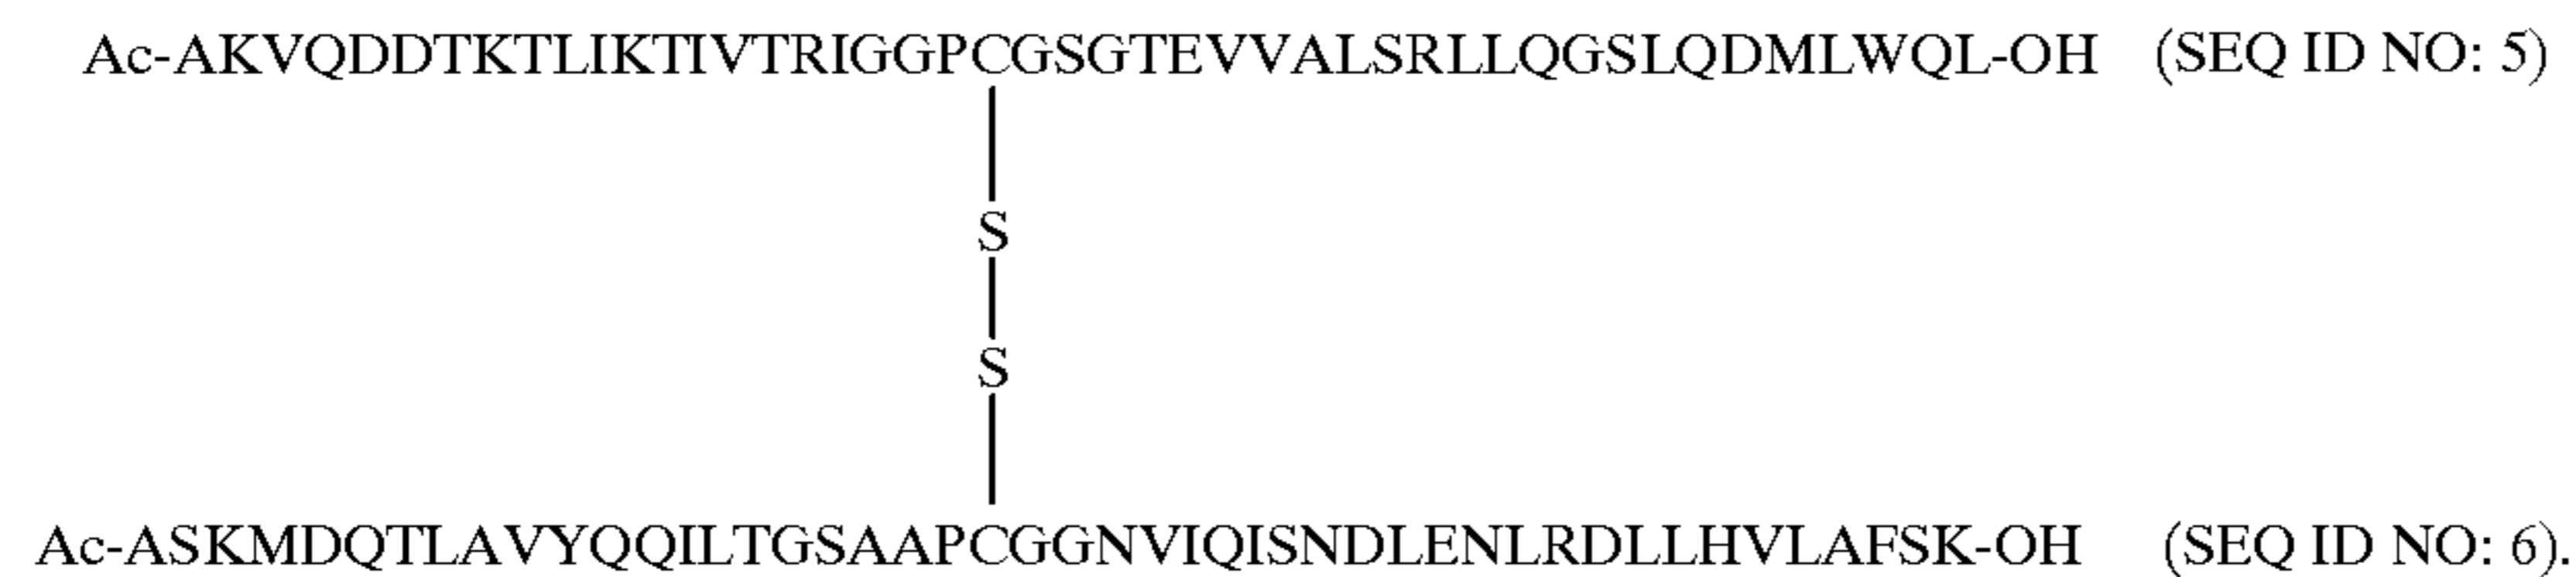 Ac-AKVQDDTKTLIKTIVTRIGGPCGSGTEVVALSRLLQGSLQDMLWQL-OH (SEQ ID NO: 5)
S
S
Ac-ASKMDQTLAVYQQILTGSAAPCGGNVIQISNDLENLRDLLHVLAFSK-OH (SEQ ID NO: 6).